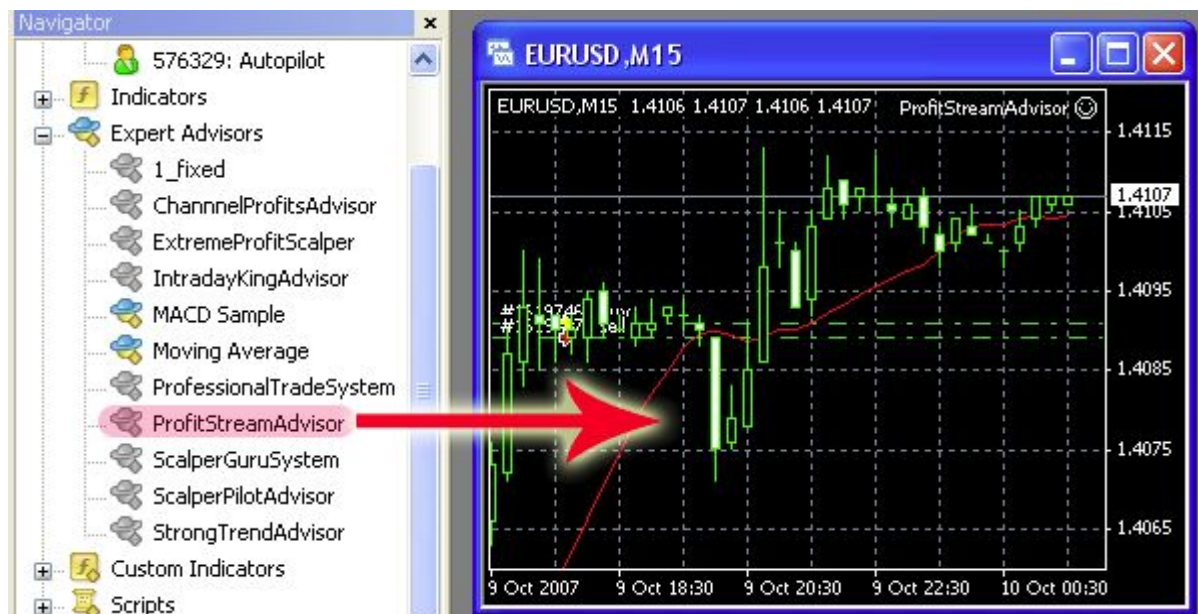 Navigator
576329: Autopilot
Indicators
Expert Advisors
1_fixed
ChannnelProfitsAdvisor
ExtremeProfitScalper
IntradayKingAdvisor
MACD Sample
Moving Average
ProfessionalTradeSystem
ProfitStreamAdvisor
ScalperGuruSystem
ScalperPilotAdvisor
StrongTrendAdvisor
Custom Indicators
Scripts
EURUSD,M15
EURUSD,M15 1.4106 1.4107 1.4106 1.4107 ProfitStreamAdvisor
1.4115
1.4107
1.4105
1.4095
1.4085
1.4075
1.4065
9 Oct 2007 9 Oct 18:30 9 Oct 20:30 9 Oct 22:30 10 Oct 00:30